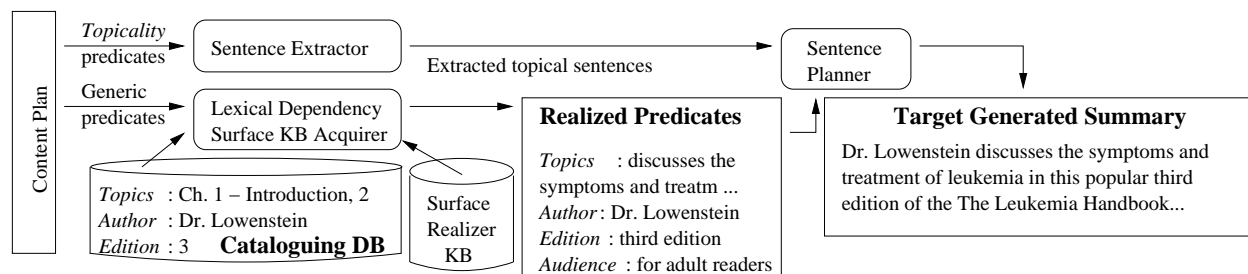 Content Plan
Topicality
predicates
Sentence Extractor
Extracted topical sentences
Sentence
Planner
Generic
predicates
Lexical Dependency
Surface KB Acquirer
Topics : Ch. 1 – Introduction, 2
Author : Dr. Lowenstein
Edition : 3 Cataloguing DB
Surface
Realizer
KB
Realized Predicates
Topics : discusses the
symptoms and treatm ...
Author : Dr. Lowenstein
Edition : third edition
Audience : for adult readers
Target Generated Summary
Dr. Lowenstein discusses the symptoms and
treatment of leukemia in this popular third
edition of the The Leukemia Handbook...